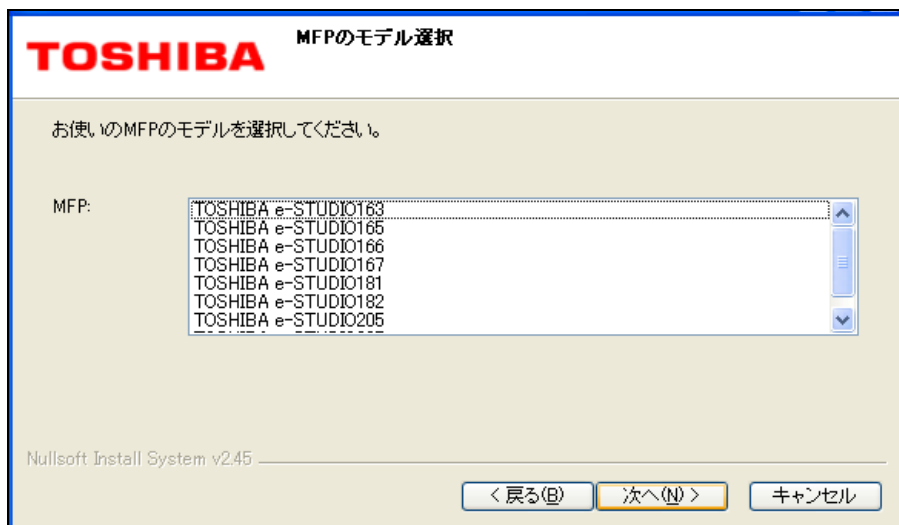 TOSHIBA
MFPのモデル選択
お使いのMFPのモデルを選択してください。
MFP:
TOSHIBA e-STUDIO163
TOSHIBA e-STUDIO165
TOSHIBA e-STUDIO166
TOSHIBA e-STUDIO167
TOSHIBA e-STUDIO181
TOSHIBA e-STUDIO182
TOSHIBA e-STUDIO205
Nullsoft Install System v2.45
< 戻る(B)
次へ(N) >
キャンセル